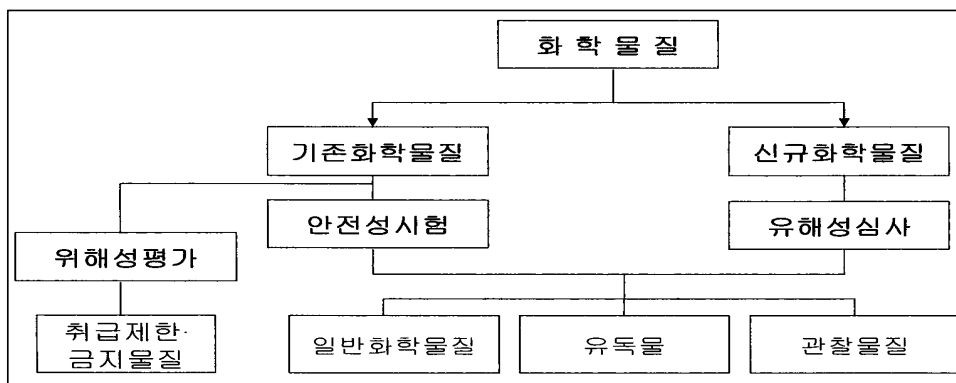 화 학 물 질
기존화학물질
신규화학물질
안전성시험
유해성심사
위해성평가
취급제한·
금지물질
일반화학물질
유독물
관찰물질